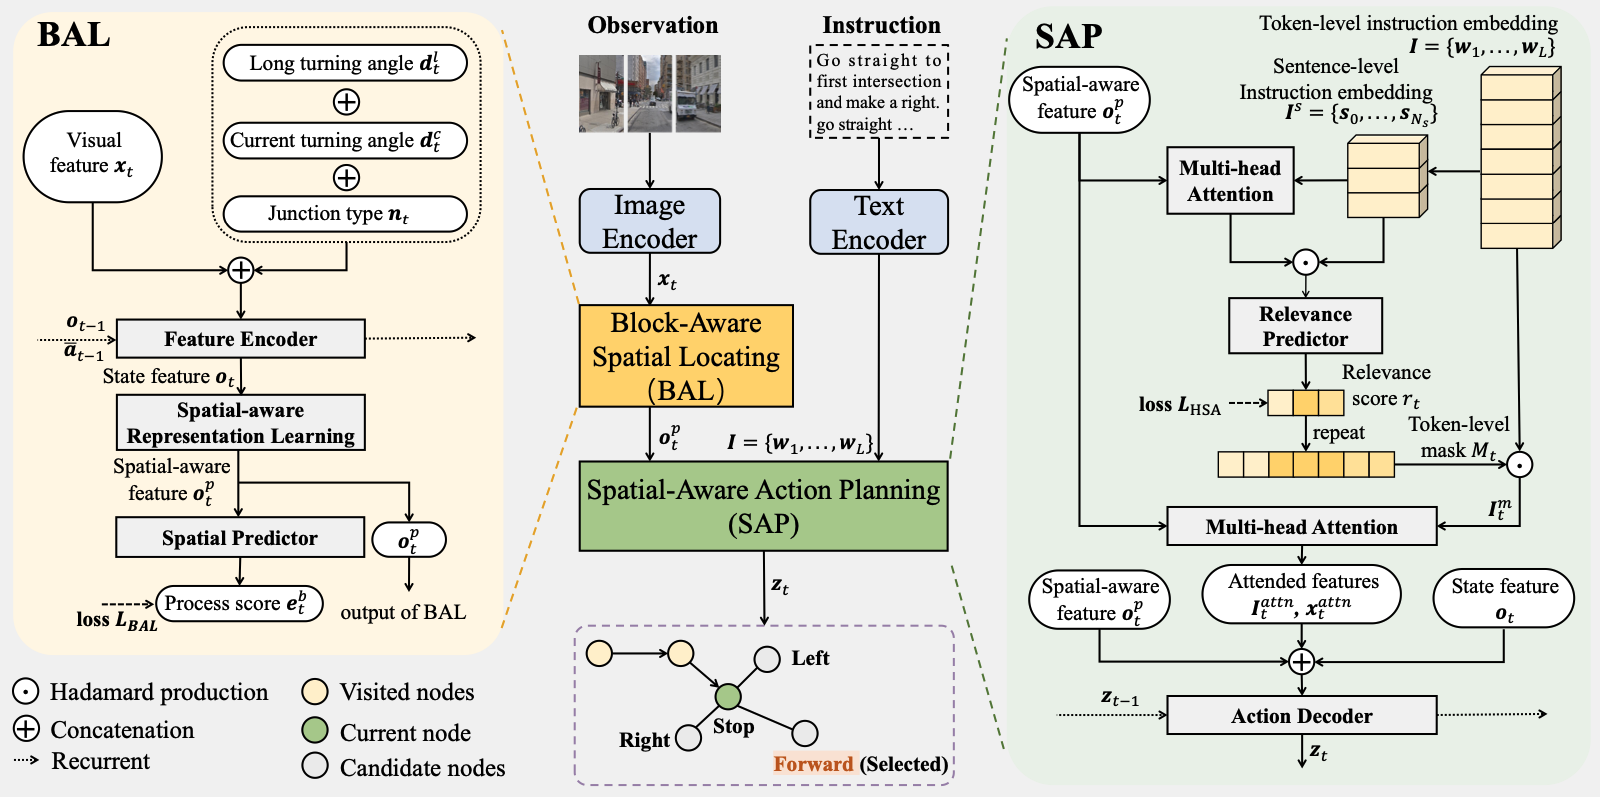 BAL
Long turning angle d_t^l
Current turning angle d_t^c
Junction type n_t
Visual
feature x_t
o_{t-1}
ā_{t-1}
Feature Encoder
State feature o_t
Spatial-aware
Representation Learning
Spatial-aware
feature o_t^p
Spatial Predictor
o_t^p
Process score e_t^b
loss L_{BAL}
output of BAL
Hadamard production
Concatenation
Recurrent
Visited nodes
Current node
Candidate nodes
Observation
Instruction
Go straight to
first intersection
and make a right.
go straight ...
Image
Encoder
Text
Encoder
x_t
Block-Aware
Spatial Locating
(BAL)
o_t^p
I = {w_1, ..., w_L}
Spatial-Aware Action Planning
(SAP)
z_t
Left
Stop
Right
Forward (Selected)
SAP
Token-level instruction embedding
I = {w_1, ..., w_L}
Sentence-level
Instruction embedding
I^s = {s_0, ..., s_{N_s}}
Spatial-aware
feature o_t^p
Multi-head
Attention
Relevance
Predictor
Relevance
score r_t
loss L_{HSA}
repeat
Token-level
mask M_t
I_t^m
Multi-head Attention
Spatial-aware
feature o_t^p
Attended features
I_t^{attn}, x_t^{attn}
State feature
o_t
z_{t-1}
Action Decoder
z_t